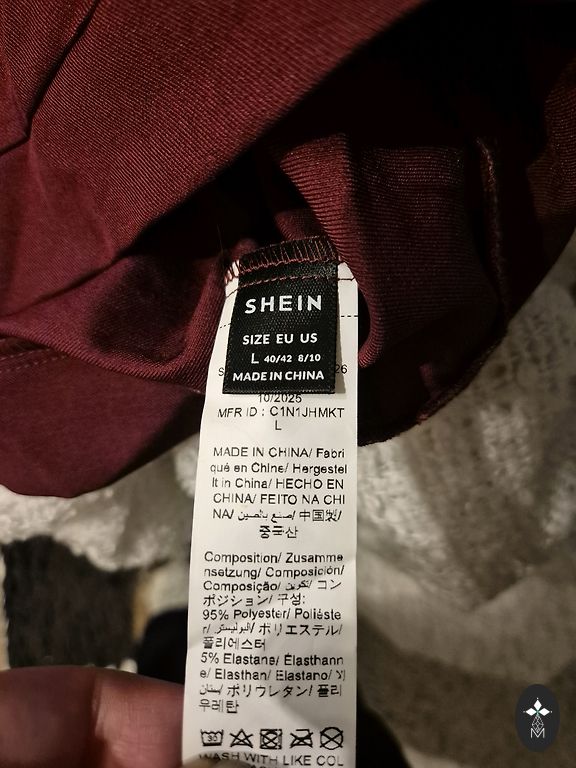 SHEIN
SIZE EU US
L 40/42 8/10
MADE IN CHINA
10/2025
MFR ID : C1N1JHMKT
L
MADE IN CHINA/ Fabri
qué en Chine/ Hergestel
lt in China/ HECHO EN
CHINA/ FEITO NA CHI
NA/ صنع بالصين/ 中国製/
중국산
Composition/ Zusamme
nsetzung/ Composición/
Composição/ تكوين/ コン
ポジション/ 구성:
95% Polyester/ Polyéste
r/ البوليستر/ ポリエステル/
폴리에스터
5% Elastane/ Élasthann
e/ Elasthan/ Elastano/
ポリウレタン/ 폴리
우레탄
30
WASH WITH LIKE COL
M